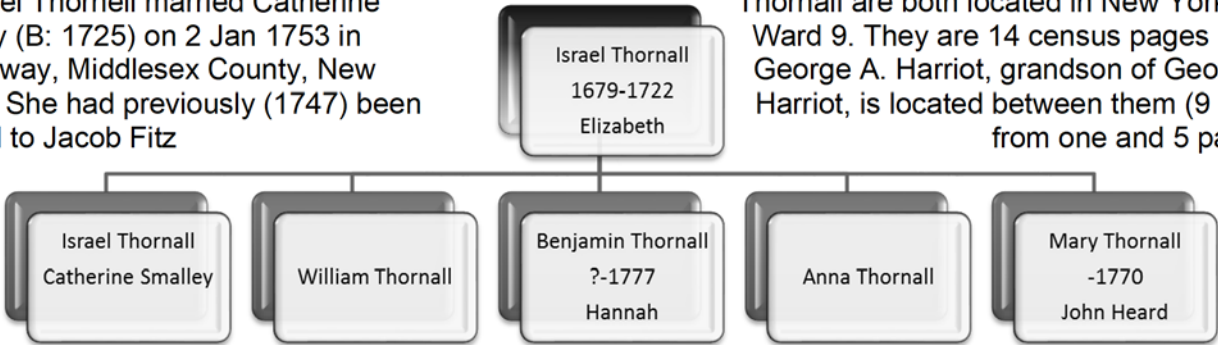 Thornell married Catherine
(B: 1725) on 2 Jan 1753 in
way, Middlesex County, New
She had previously (1747) been
to Jacob Fitz
Thornall are both located in New York
Ward 9. They are 14 census pages
George A. Harriot, grandson of Geo
Harriot, is located between them (9
from one and 5 pa
Israel Thornall
1679-1722
Elizabeth
Israel Thornall
Catherine Smalley
William Thornall
Benjamin Thornall
?-1777
Hannah
Anna Thornall
Mary Thornall
-1770
John Heard